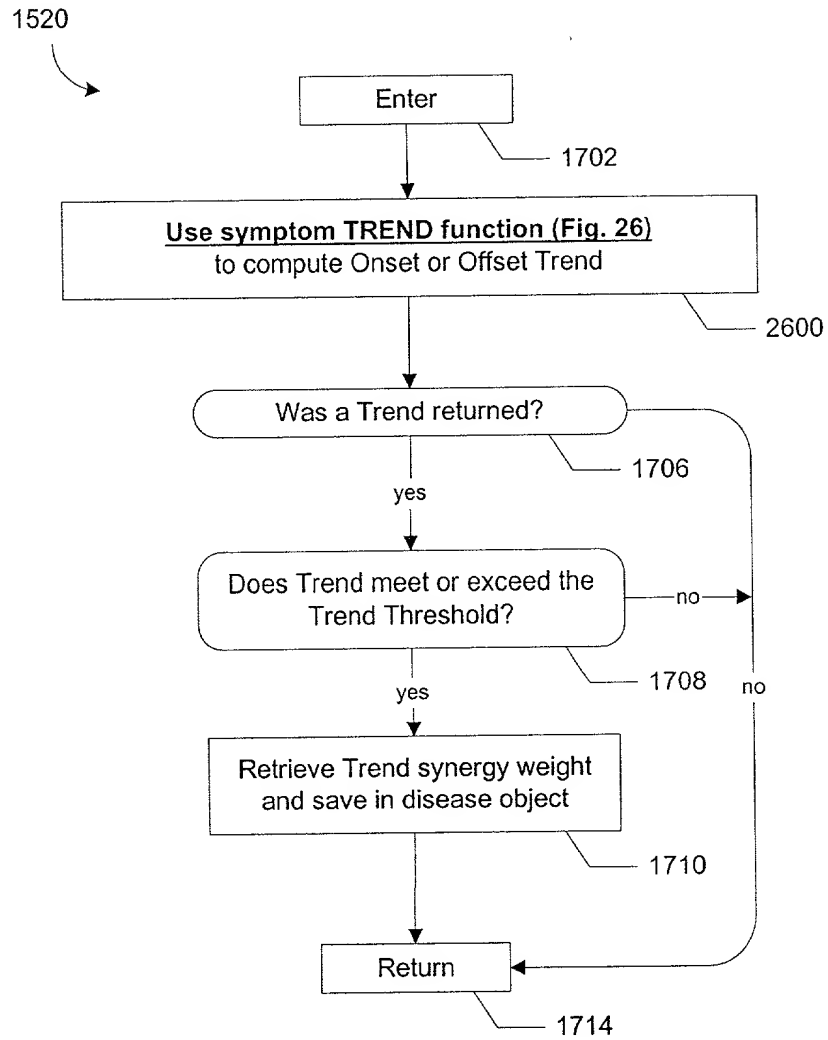 1520
Enter
1702
Use symptom TREND function (Fig. 26)
to compute Onset or Offset Trend
2600
Was a Trend returned?
1706
yes
Does Trend meet or exceed the
Trend Threshold?
no
1708
yes
no
Retrieve Trend synergy weight
and save in disease object
1710
Return
1714